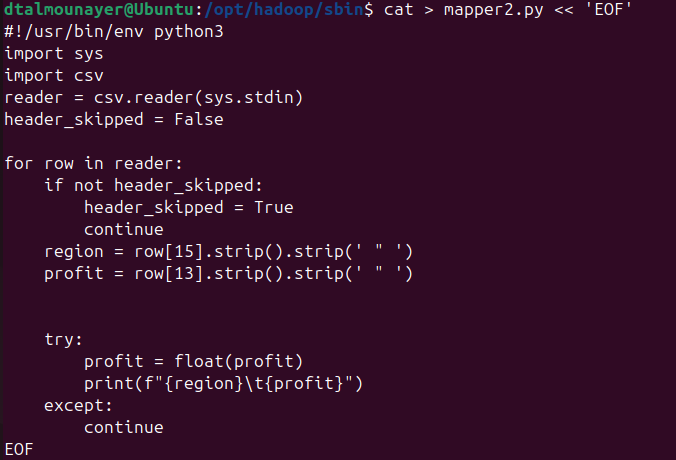 dtalmounayer@Ubuntu:/opt/hadoop/sbin$ cat > mapper2.py << 'EOF'
#!/usr/bin/env python3
import sys
import csv
reader = csv.reader(sys.stdin)
header_skipped = False

for row in reader:
    if not header_skipped:
        header_skipped = True
        continue
    region = row[15].strip().strip(' " ')
    profit = row[13].strip().strip(' " ')


    try:
        profit = float(profit)
        print(f"{region}\t{profit}")
    except:
        continue
EOF